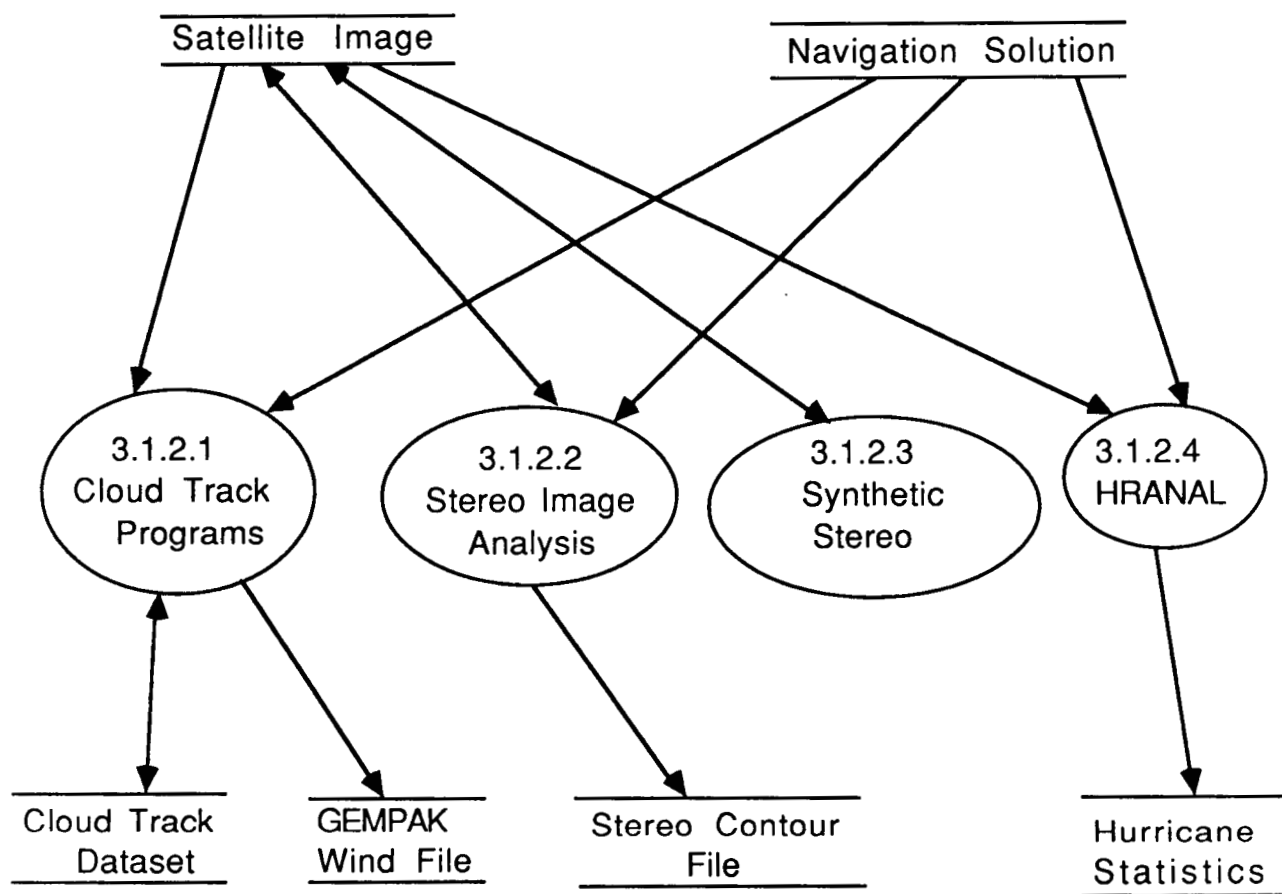 Satellite Image
Navigation Solution
3.1.2.1
Cloud Track
Programs
3.1.2.2
Stereo Image
Analysis
3.1.2.3
Synthetic
Stereo
3.1.2.4
HRANAL
Cloud Track
Dataset
GEMPAK
Wind File
Stereo Contour
File
Hurricane
Statistics